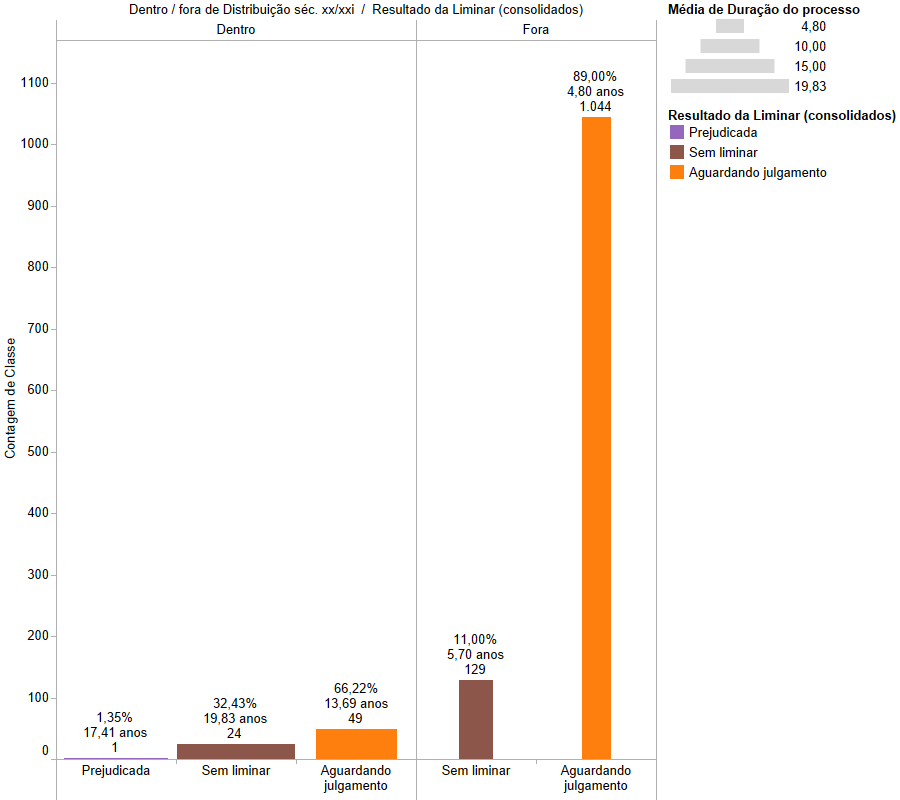 Dentro / fora de Distribuição séc. xx/xxi / Resultado da Liminar (consolidados)
Dentro
Fora
Contagem de Classe
1100
1000
900
800
700
600
500
400
300
200
100
0
1,35%
17,41 anos
1
32,43%
19,83 anos
24
66,22%
13,69 anos
49
11,00%
5,70 anos
129
89,00%
4,80 anos
1.044
Prejudicada
Sem liminar
Aguardando
julgamento
Sem liminar
Aguardando
julgamento
Média de Duração do processo
4,80
10,00
15,00
19,83
Resultado da Liminar (consolidados)
Prejudicada
Sem liminar
Aguardando julgamento